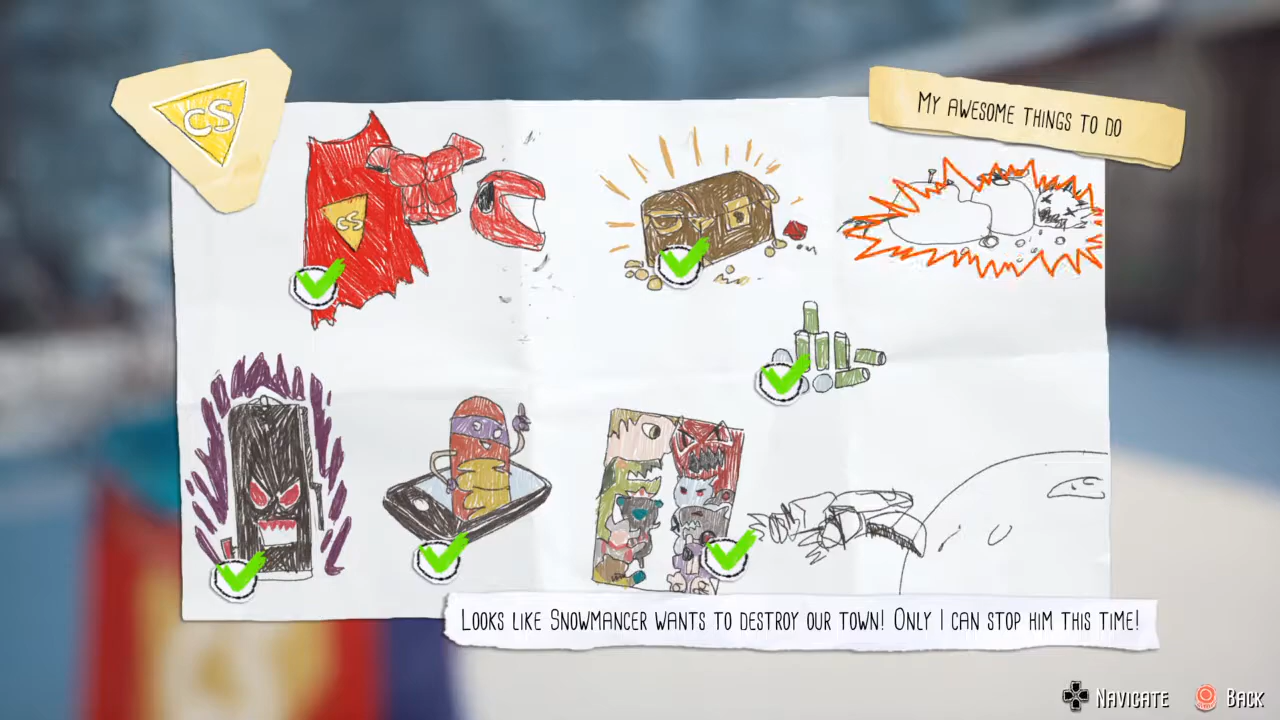 CS
MY AWESOME THINGS TO DO
CS
LOOKS LIKE SNOWMANCER WANTS TO DESTROY OUR TOWN! ONLY I CAN STOP HIM THIS TIME!
CS
NAVIGATE BACK